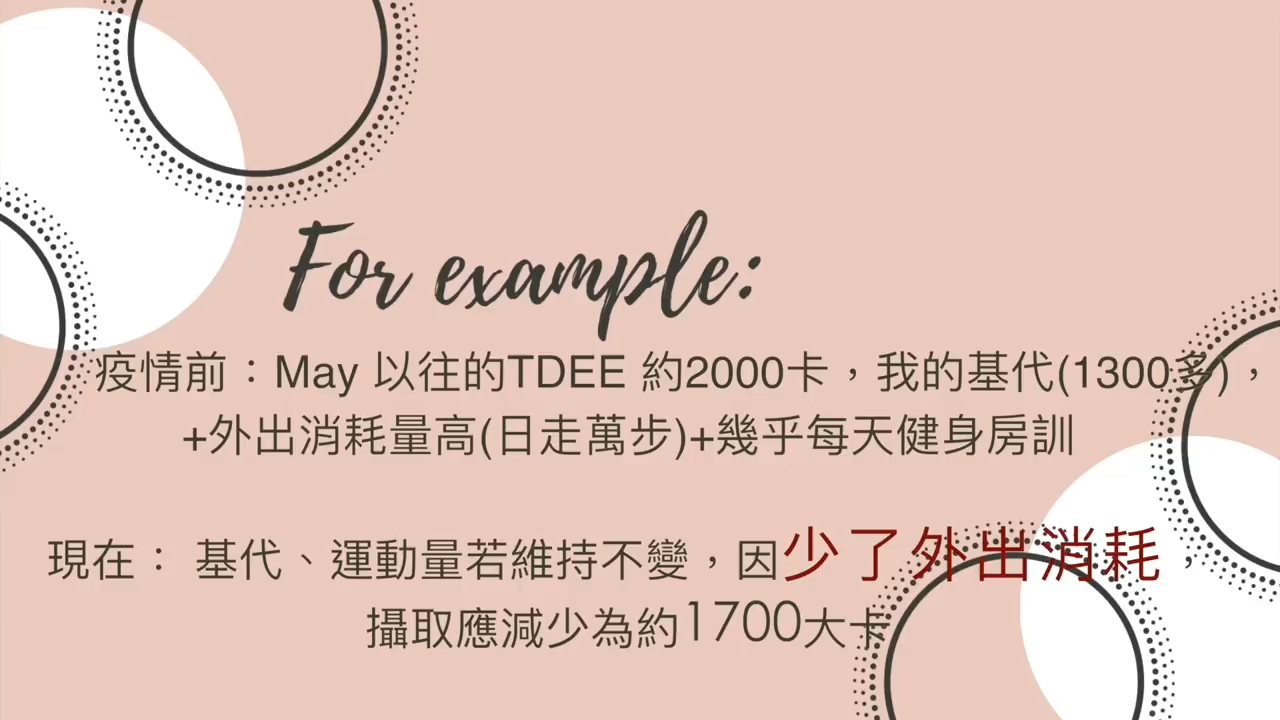 For example:
疫情前：May 以往的TDEE 約2000卡，我的基代(1300多)，
+外出消耗量高(日走萬步)+幾乎每天健身房訓
現在： 基代、運動量若維持不變，因少了外出消耗，
攝取應減少為約1700大卡